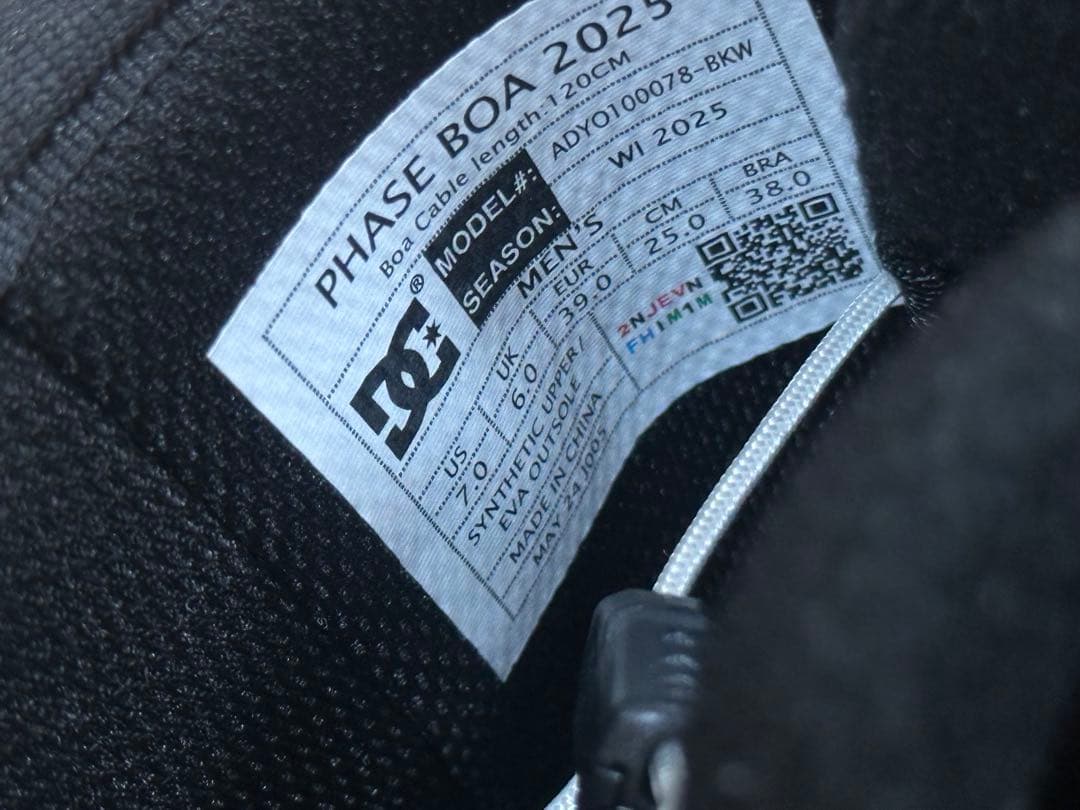 PHASE BOA 2025
Boa Cable length:120CM
DC®
MODEL#: ADYO100078-BKW
SEASON: WI 2025
MEN'S
US UK EUR CM BRA
7.0 6.0 39.0 25.0 38.0
SYNTHETIC UPPER/
EVA OUTSOLE
MADE IN CHINA
MAY 24J005
2NJEVN
FHIM1M